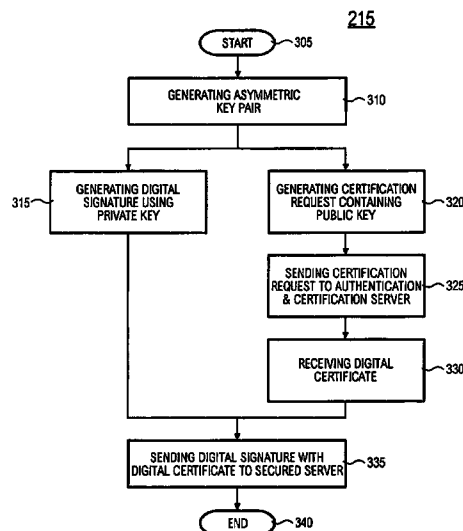 215
START
305
GENERATING ASYMMETRIC
KEY PAIR
310
GENERATING DIGITAL
SIGNATURE USING
PRIVATE KEY
315
GENERATING CERTIFICATION
REQUEST CONTAINING
PUBLIC KEY
320
SENDING CERTIFICATION
REQUEST TO AUTHENTICATION
& CERTIFICATION SERVER
325
RECEIVING DIGITAL
CERTIFICATE
330
SENDING DIGITAL SIGNATURE WITH
DIGITAL CERTIFICATE TO SECURED SERVER
335
END
340